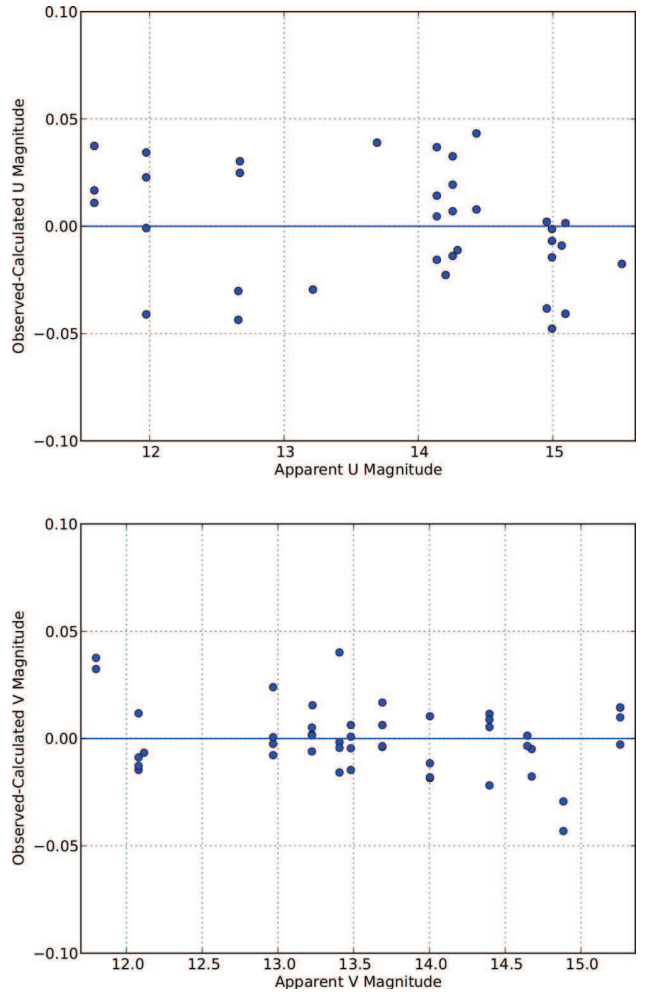 0.10
0.05
0.00
−0.05
−0.10
Observed-Calculated U Magnitude
12 13 14 15
Apparent U Magnitude
0.10
0.05
0.00
−0.05
−0.10
Observed-Calculated V Magnitude
12.0 12.5 13.0 13.5 14.0 14.5 15.0
Apparent V Magnitude